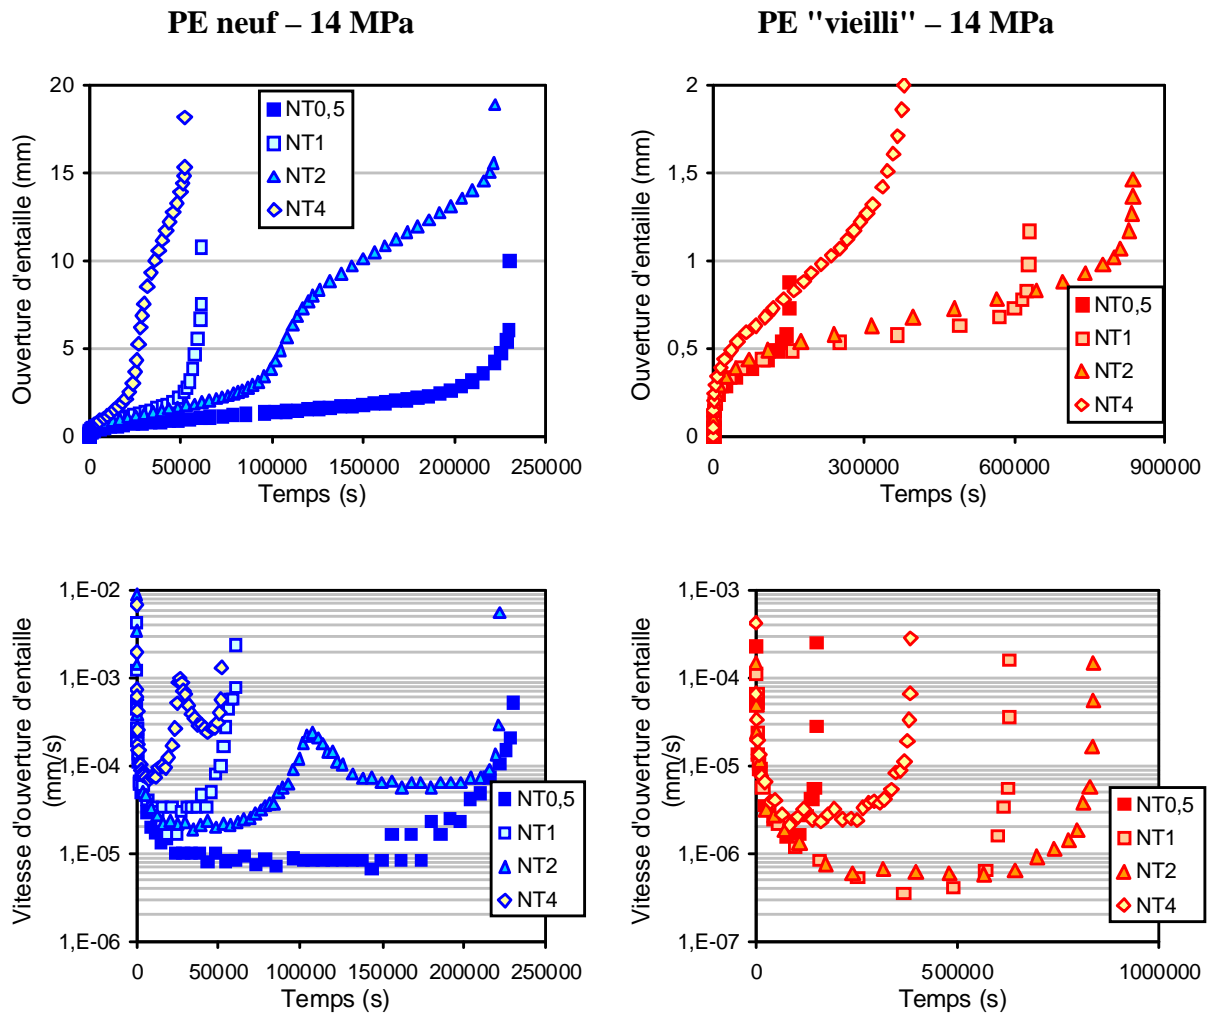 PE neuf – 14 MPa
PE "vieilli" – 14 MPa
Ouverture d'entaille (mm)
20
15
10
5
0
0 50000 100000 150000 200000 250000
Temps (s)
NT0,5
NT1
NT2
NT4
Ouverture d'entaille (mm)
2
1,5
1
0,5
0
0 300000 600000 900000
Temps (s)
NT0,5
NT1
NT2
NT4
Vitesse d'ouverture d'entaille
(mm/s)
1,E-02
1,E-03
1,E-04
1,E-05
1,E-06
0 50000 100000 150000 200000 250000
Temps (s)
NT0,5
NT1
NT2
NT4
Vitesse d'ouverture d'entaille
(mm/s)
1,E-03
1,E-04
1,E-05
1,E-06
1,E-07
0 500000 1000000
Temps (s)
NT0,5
NT1
NT2
NT4